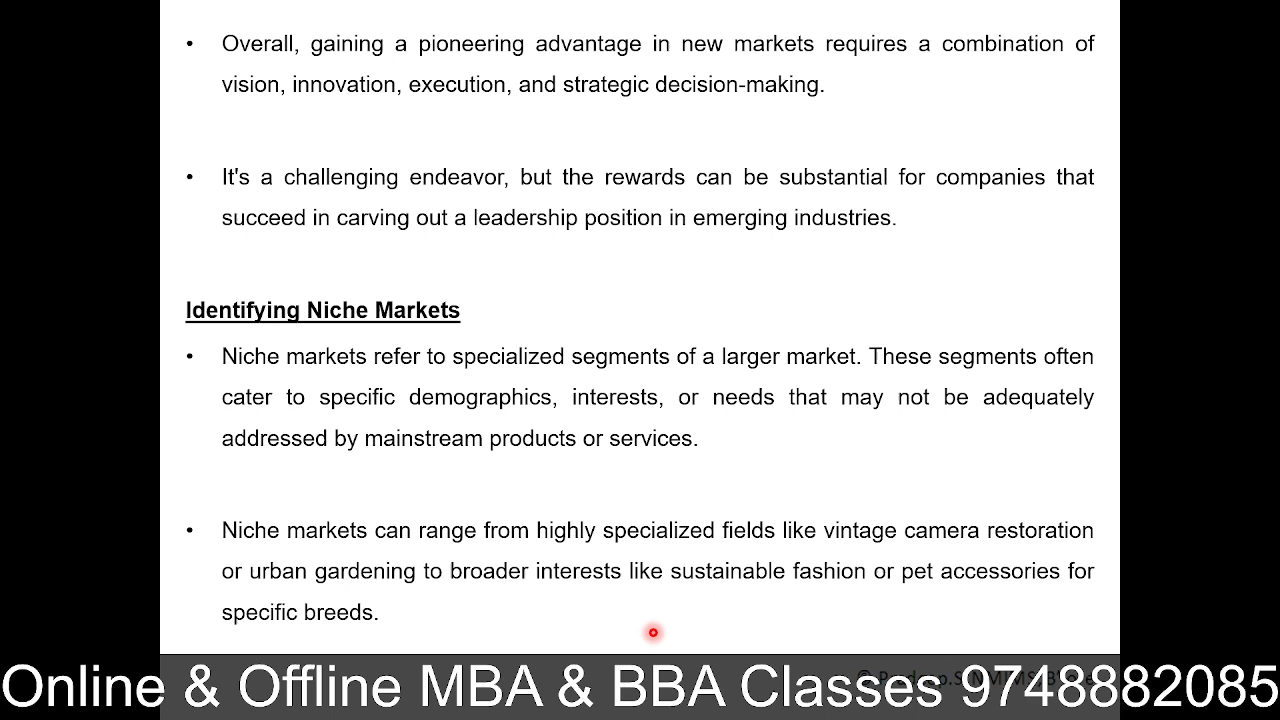 • Overall, gaining a pioneering advantage in new markets requires a combination of
vision, innovation, execution, and strategic decision-making.
• It's a challenging endeavor, but the rewards can be substantial for companies that
succeed in carving out a leadership position in emerging industries.
Identifying Niche Markets
• Niche markets refer to specialized segments of a larger market. These segments often
cater to specific demographics, interests, or needs that may not be adequately
addressed by mainstream products or services.
• Niche markets can range from highly specialized fields like vintage camera restoration
or urban gardening to broader interests like sustainable fashion or pet accessories for
specific breeds.
Online & Offline MBA & BBA Classes 9748882085